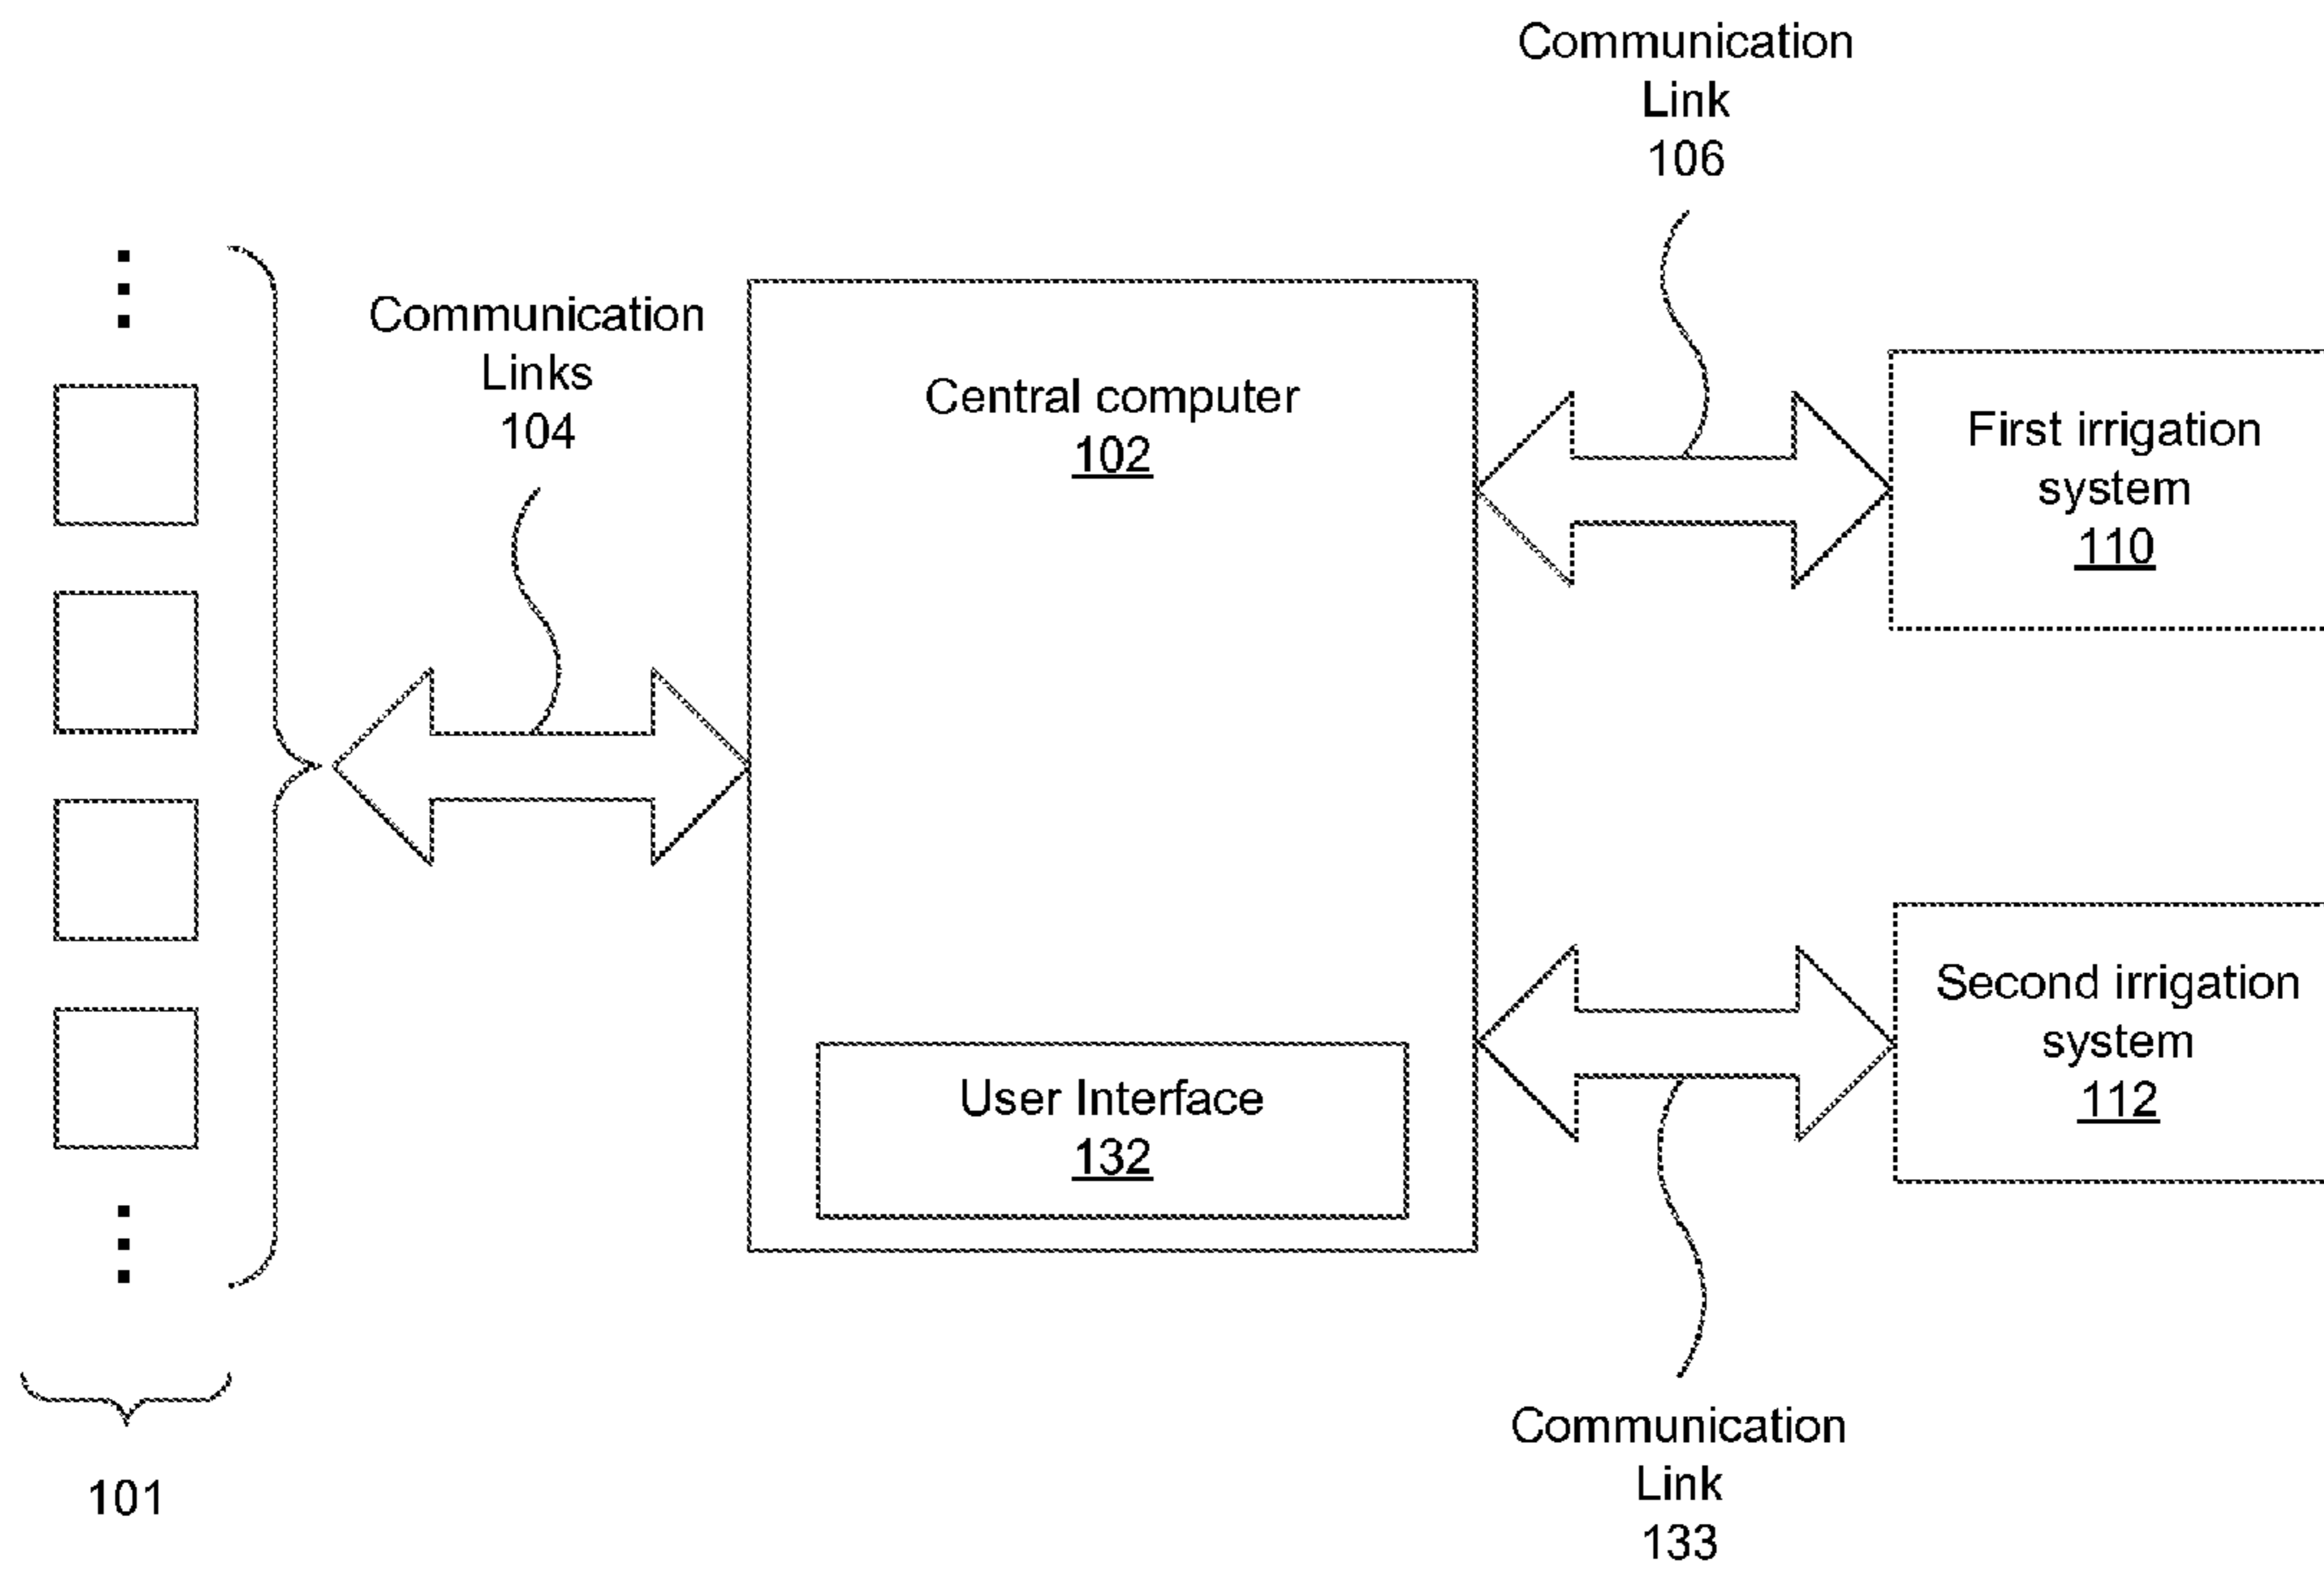 Communication
Link
106
Communication
Links
104
Central computer
102
First irrigation
system
110
Second irrigation
system
112
User Interface
132
Communication
Link
133
101